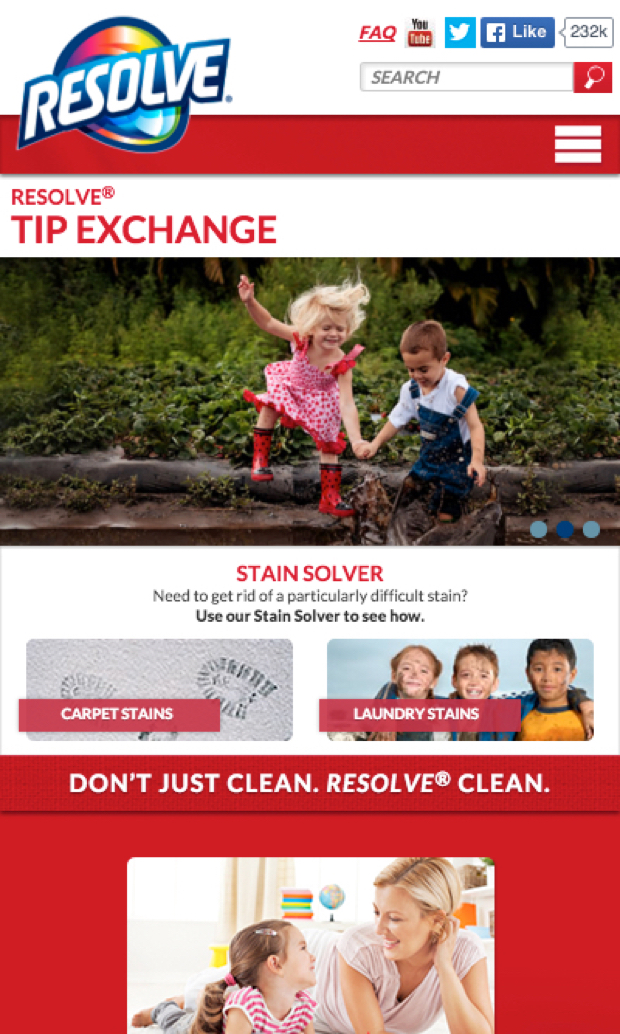 RESOLVE®
FAQ
You
Tube
Like
232k
SEARCH
RESOLVE®
TIP EXCHANGE
STAIN SOLVER
Need to get rid of a particularly difficult stain?
Use our Stain Solver to see how.
CARPET STAINS
LAUNDRY STAINS
DON'T JUST CLEAN. RESOLVE® CLEAN.